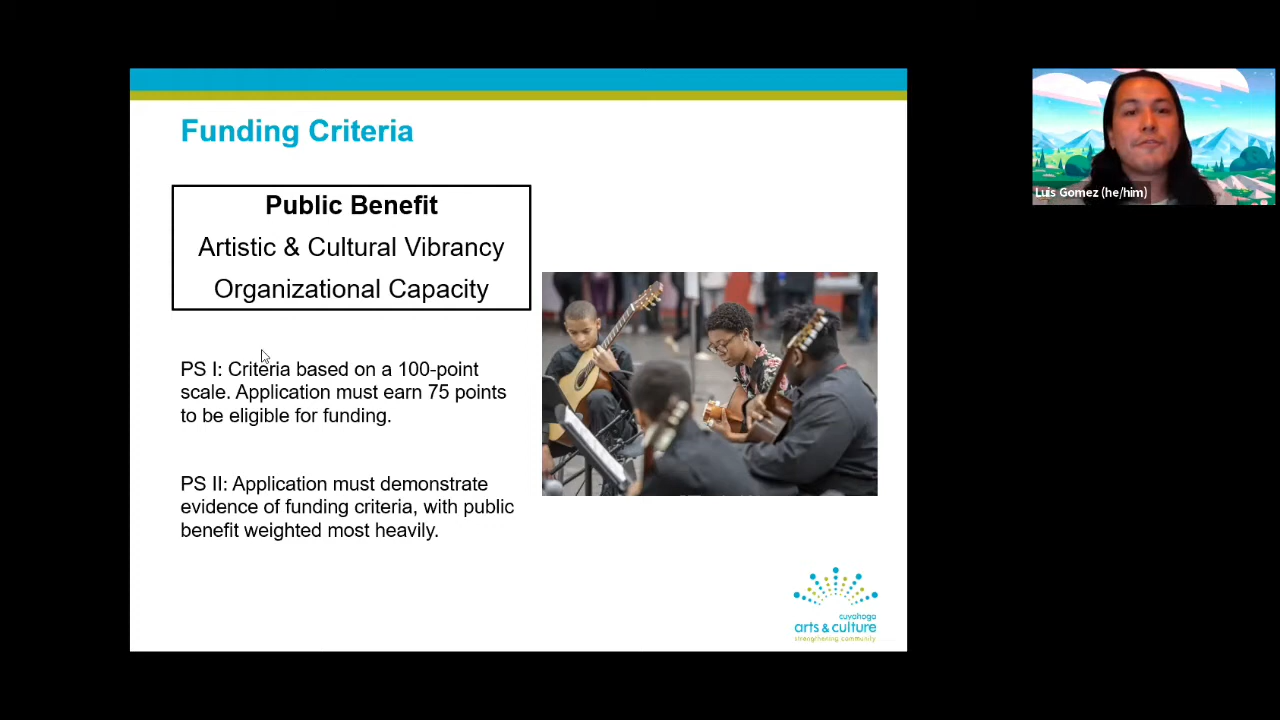 Funding Criteria
Public Benefit
Artistic & Cultural Vibrancy
Organizational Capacity
PS I: Criteria based on a 100-point
scale. Application must earn 75 points
to be eligible for funding.
PS II: Application must demonstrate
evidence of funding criteria, with public
benefit weighted most heavily.
cuyahoga
arts & culture
strengthening community
Luis Gomez (he/him)